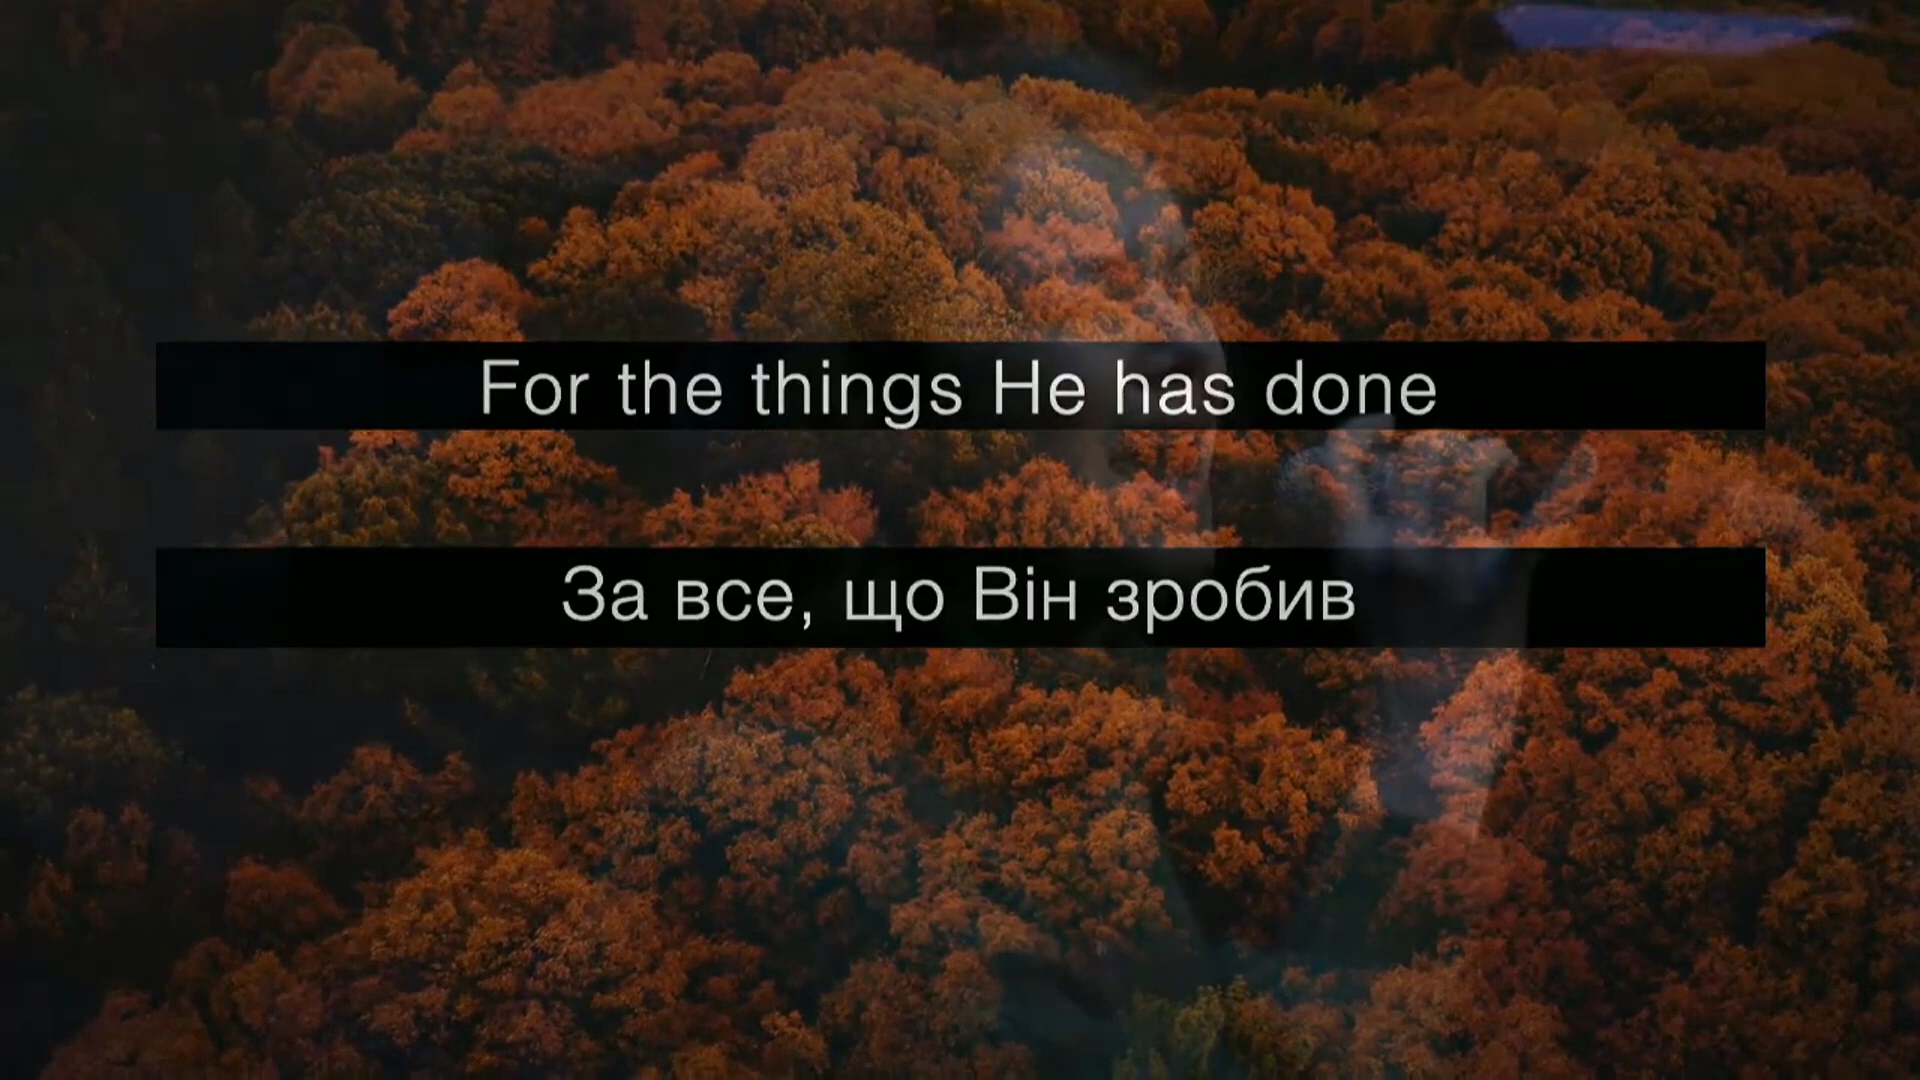 For the things He has done
За все, що Він зробив